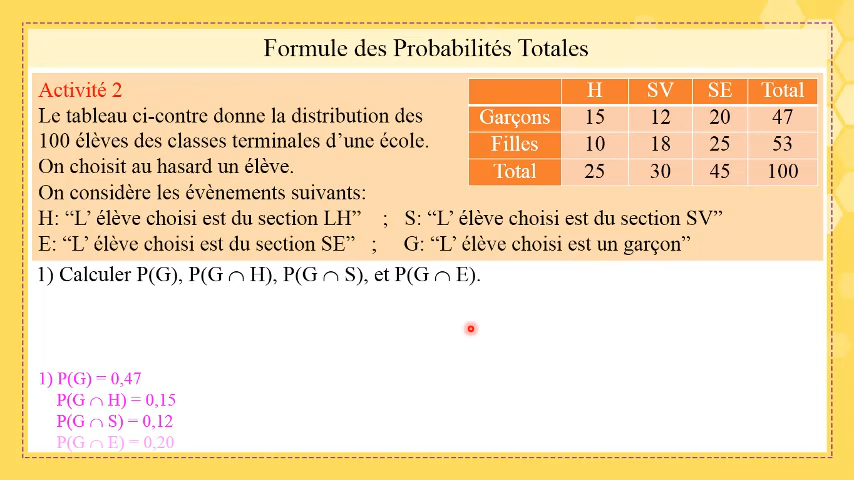 Formule des Probabilités Totales
Activité 2
Le tableau ci-contre donne la distribution des
100 élèves des classes terminales d’une école.
On choisit au hasard un élève.
On considère les évènements suivants:
H: “L’ élève choisi est du section LH” ; S: “L’ élève choisi est du section SV”
E: “L’ élève choisi est du section SE” ; G: “L’ élève choisi est un garçon”
H SV SE Total
Garçons 15 12 20 47
Filles 10 18 25 53
Total 25 30 45 100
1) Calculer P(G), P(G ∩ H), P(G ∩ S), et P(G ∩ E).
1) P(G) = 0,47
P(G ∩ H) = 0,15
P(G ∩ S) = 0,12
P(G ∩ E) = 0,20